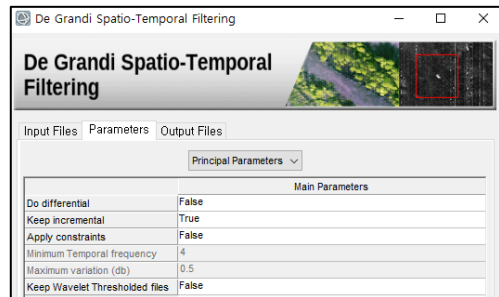 De Grandi Spatio-Temporal Filtering
De Grandi Spatio-Temporal
Filtering
Input Files Parameters Output Files
Principal Parameters
Main Parameters
Do differential False
Keep incremental True
Apply constraints False
Minimum Temporal frequency 4
Maximum variation (db) 0.5
Keep Wavelet Thresholded files False